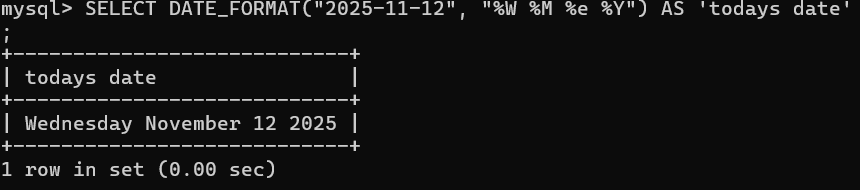 mysql> SELECT DATE_FORMAT("2025-11-12", "%W %M %e %Y") AS 'todays date'
;
+----------------------------+
| todays date                |
+----------------------------+
| Wednesday November 12 2025 |
+----------------------------+
1 row in set (0.00 sec)